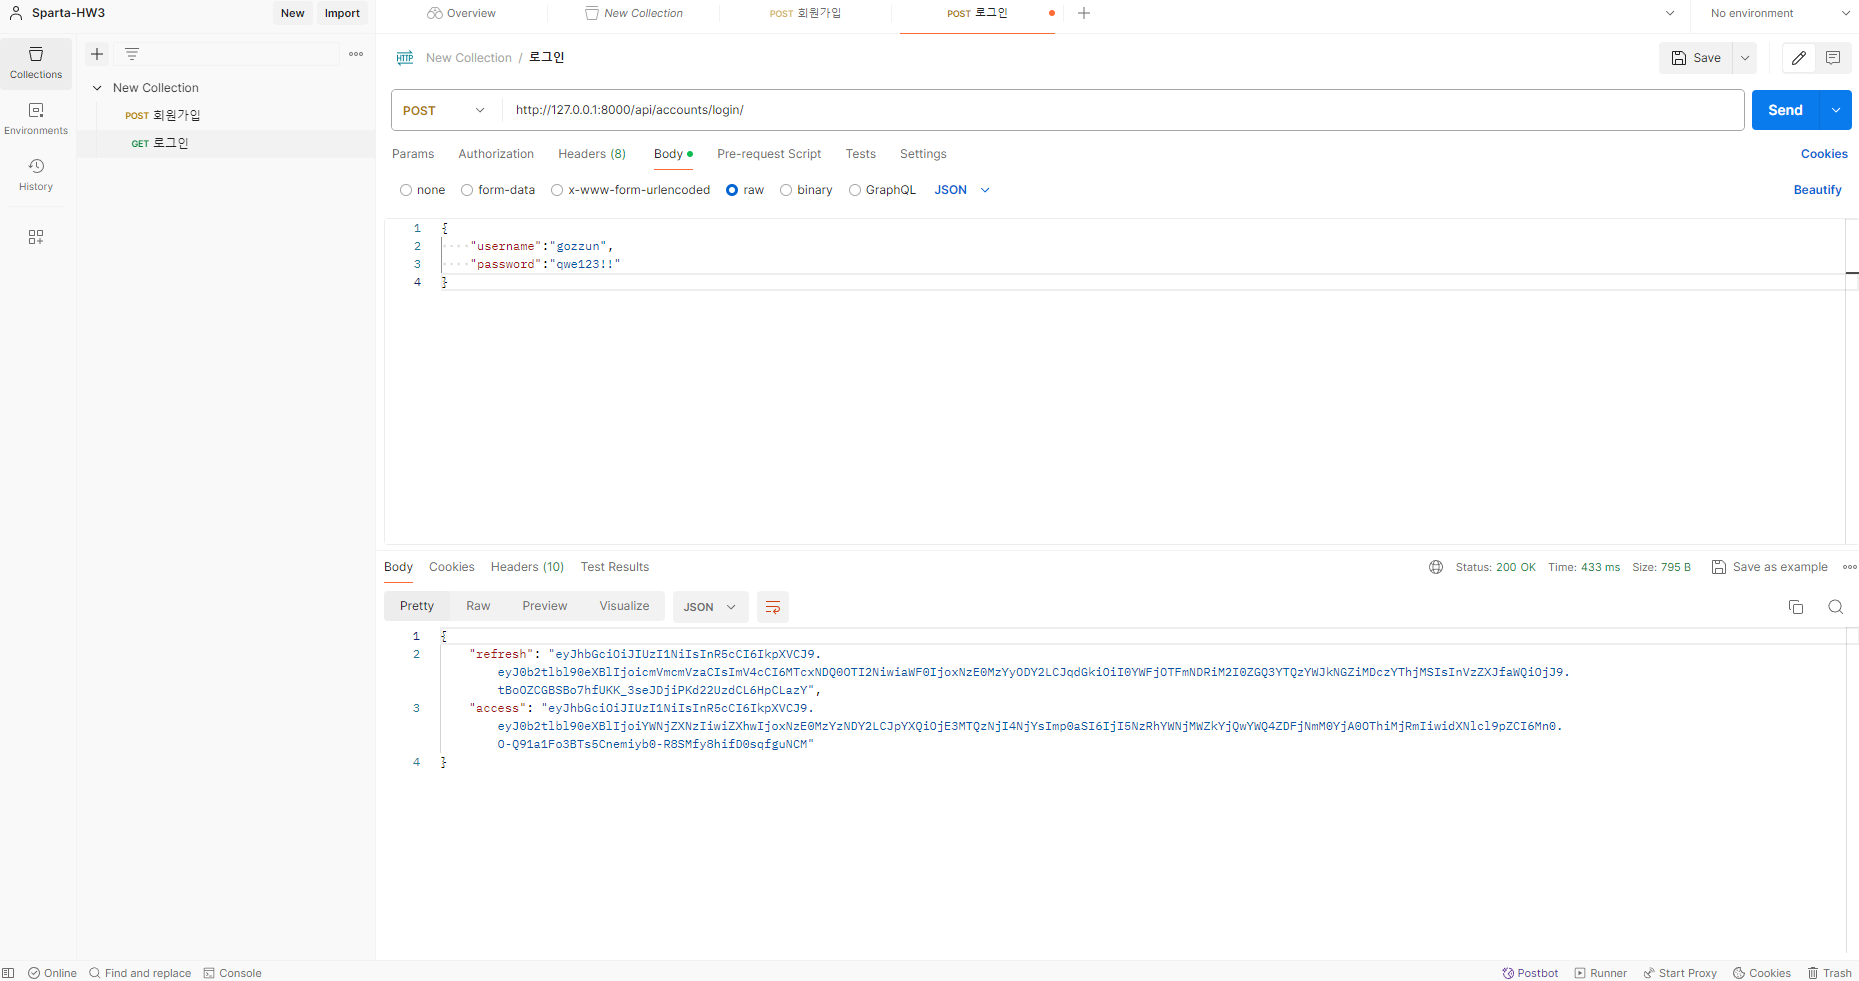 Sparta-HW3
New
Import
Overview
New Collection
POST 회원가입
POST 로그인
No environment
Collections
Environments
History
New Collection
POST 회원가입
GET 로그인
HTTP
New Collection / 로그인
Save
POST
http://127.0.0.1:8000/api/accounts/login/
Send
Params
Authorization
Headers (8)
Body
Pre-request Script
Tests
Settings
Cookies
none
form-data
x-www-form-urlencoded
raw
binary
GraphQL
JSON
Beautify
1 {
2 "username":"gozzun",
3 "password":"qwe123!!"
4 }
Body
Cookies
Headers (10)
Test Results
Status: 200 OK
Time: 433 ms
Size: 795 B
Save as example
Pretty
Raw
Preview
Visualize
JSON
1 {
2 "refresh": "eyJhbGciOiJIUzI1NiIsInR5cCI6IkpXVCJ9.
eyJ0b2tlbl90eXBlIjoicmVmcmVzaCIsImV4cCI6MTcxNDQ0OTI2NiwiaWF0IjoxNzE0MzYyODY2LCJqdGkiOiI0YWFjOTFmNDRiM2I0ZGQ3YTQzYWJkNGZiMDczYThjMSIsInVzZXJfaWQiOjJ9.
tBoOZCGBSBo7hfUKK_3seJDjiPKd22UzdCL6HpCLazY",
3 "access": "eyJhbGciOiJIUzI1NiIsInR5cCI6IkpXVCJ9.
eyJ0b2tlbl90eXBlIjoiYWNjZXNzIiwiZXhwIjoxNzE0MzYzNDY2LCJpYXQiOjE3MTQzNjI4NjYsImp0aSI6IjI5NzRhYWNjMWZkYjQwYWQ4ZDFjNmM0YjA0OThiMjRmIiwidXNlcl9pZCI6Mn0.
O-Q91a1Fo3BTs5Cnemiyb0-R8SMfy8hifD0sqfguNCM"
4 }
Online
Find and replace
Console
Postbot
Runner
Start Proxy
Cookies
Trash